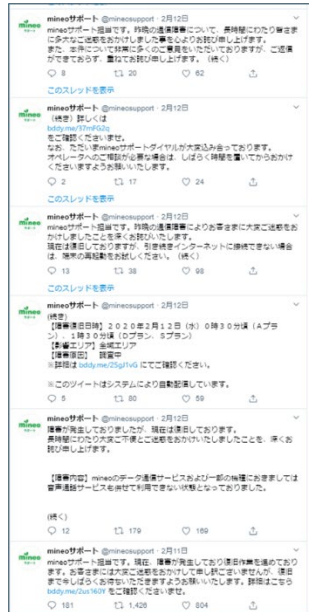 mineoサポート @mineosupport · 2月12日
mineoサポート担当です。昨晩の通信障害について、長時間にわたり皆さまに多大なご迷惑をおかけしました事を心よりお詫び申し上げます。
また、本件について非常に多くのご意見をいただいておりますが、ご返信ができておらず、重ねてお詫び申し上げます。（続く）
8 20 62
このスレッドを表示
mineoサポート @mineosupport · 2月12日
（続き）詳しくは
bddy.me/37mFG2q
をご確認くださいませ。
なお、ただいまmineoサポートダイヤルが大変込み合っております。
オペレータへのご相談が必要な場合は、しばらく時間を置いてからおかけくださいますようお願いいたします。
2 17 24
このスレッドを表示
mineoサポート @mineosupport · 2月12日
mineoサポート担当です。昨晩の通信障害によりお客さまに大変ご迷惑をおかけしましたことを深くお詫びいたします。
現在は復旧しておりますが、引き続きインターネットに接続できない場合は、端末の再起動をお試しください。（続く）
13 38 98
このスレッドを表示
mineoサポート @mineosupport · 2月12日
(続き)
【障害復旧日時】２０２０年２月１２日（水）０時３０分頃（Ａプラン）、１時３０分頃（Ｄプラン、Ｓプラン）
【影響エリア】全域エリア
【障害原因】 調査中
※詳細は bddy.me/2SgJ1vG にてご確認ください。
※このツイートはシステムにより自動配信しています。
5 80 59
mineoサポート @mineosupport · 2月12日
障害が発生しておりましたが、現在は復旧しております。
長時間にわたり大変ご不便とご迷惑をおかけいたしましたことを、深くお詫び申し上げます。
【障害内容】mineoのデータ通信サービスおよび一部の機種におきましては音声通話サービスも併せて利用できない状態となっておりました。
(続く)
12 179 169
mineoサポート @mineosupport · 2月11日
mineoサポート担当です。現在、障害が発生しており復旧作業を進めております。お客さまには大変ご迷惑をおかけして申し訳ございませんが、復旧まで今しばらくお待ちいただきますようお願いいたします。詳細はこちら
bddy.me/2us160Y をご確認くださいませ。
181 1,426 804